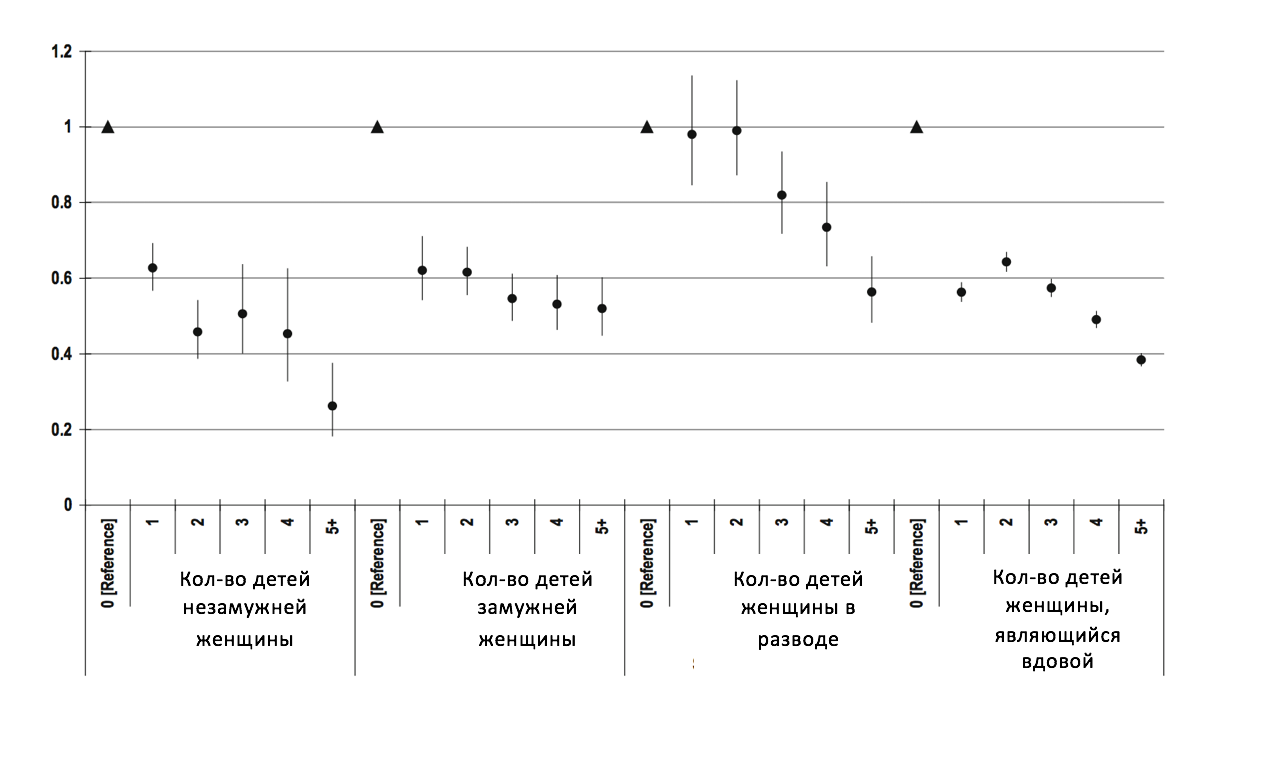 1.2
1
0.8
0.6
0.4
0.2
0
0 [Reference]
1
2
3
4
5+
0 [Reference]
1
2
3
4
5+
0 [Reference]
1
2
3
4
5+
0 [Reference]
1
2
3
4
5+
Кол-во детей
незамужней
женщины
Кол-во детей
замужней
женщины
Кол-во детей
женщины в
разводе
Кол-во детей
женщины,
являющийся
вдовой